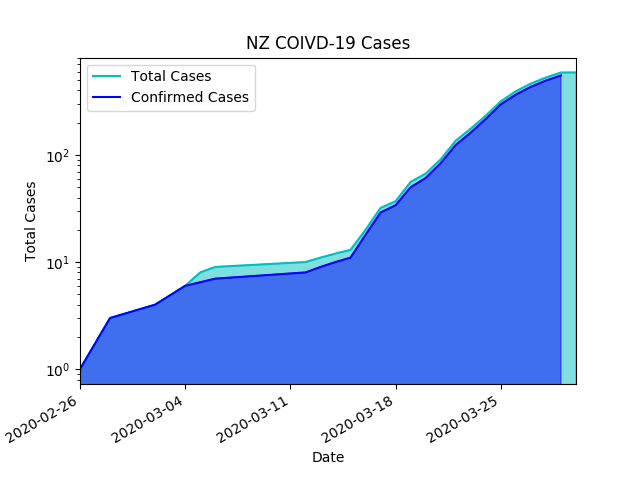 NZ COIVD-19 Cases
Total Cases
Confirmed Cases
Total Cases
10²
10¹
10⁰
2020-02-26
2020-03-04
2020-03-11
2020-03-18
2020-03-25
Date